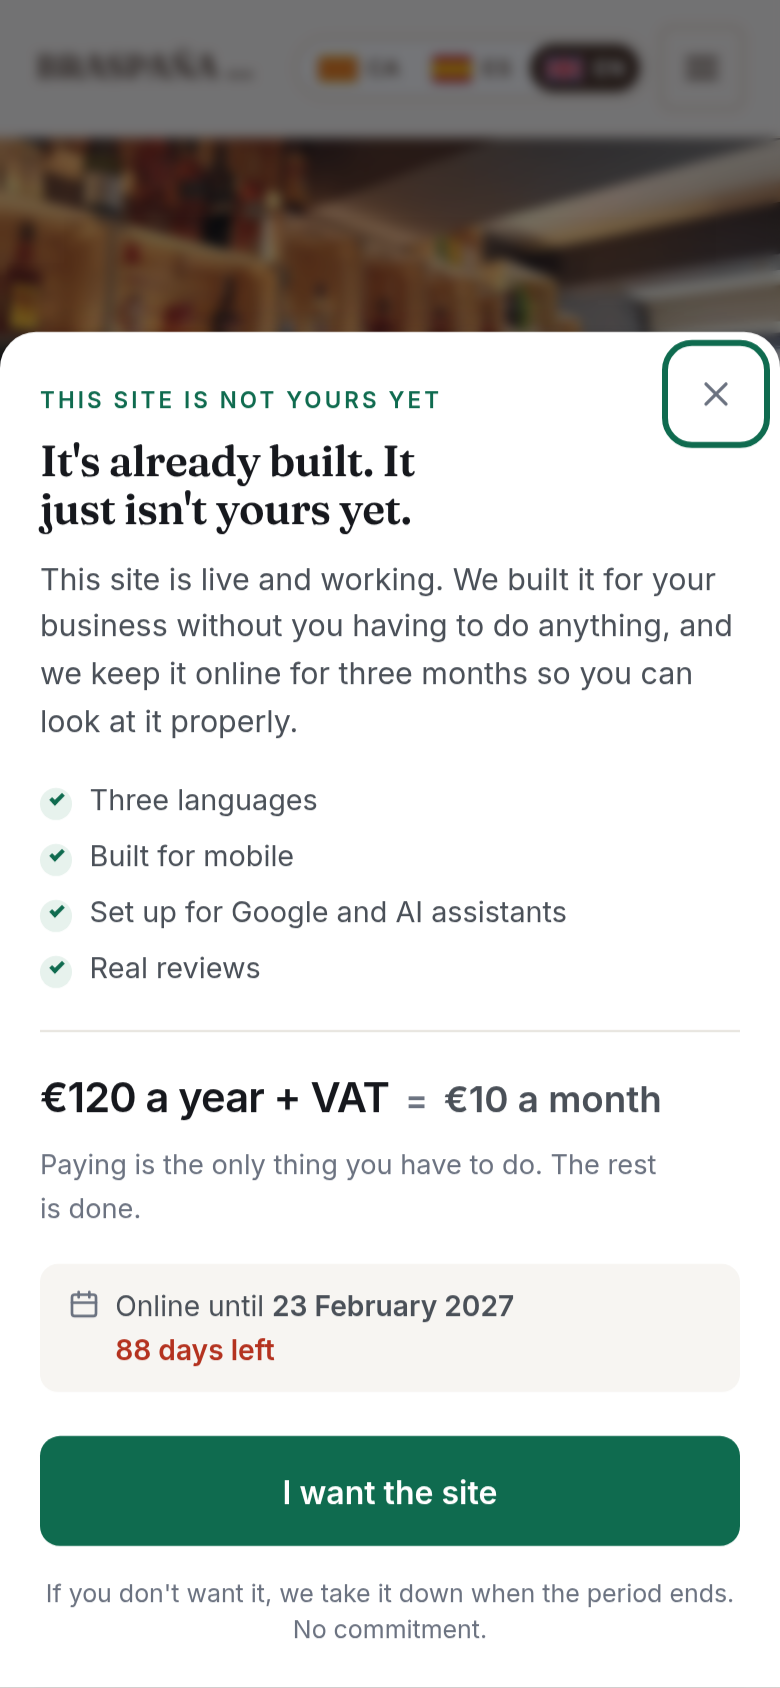 BRASPAÑA
CA
ES
EN
THIS SITE IS NOT YOURS YET
It's already built. It
just isn't yours yet.
This site is live and working. We built it for your
business without you having to do anything, and
we keep it online for three months so you can
look at it properly.
Three languages
Built for mobile
Set up for Google and AI assistants
Real reviews
€120 a year + VAT = €10 a month
Paying is the only thing you have to do. The rest
is done.
Online until 23 February 2027
88 days left
I want the site
If you don't want it, we take it down when the period ends.
No commitment.